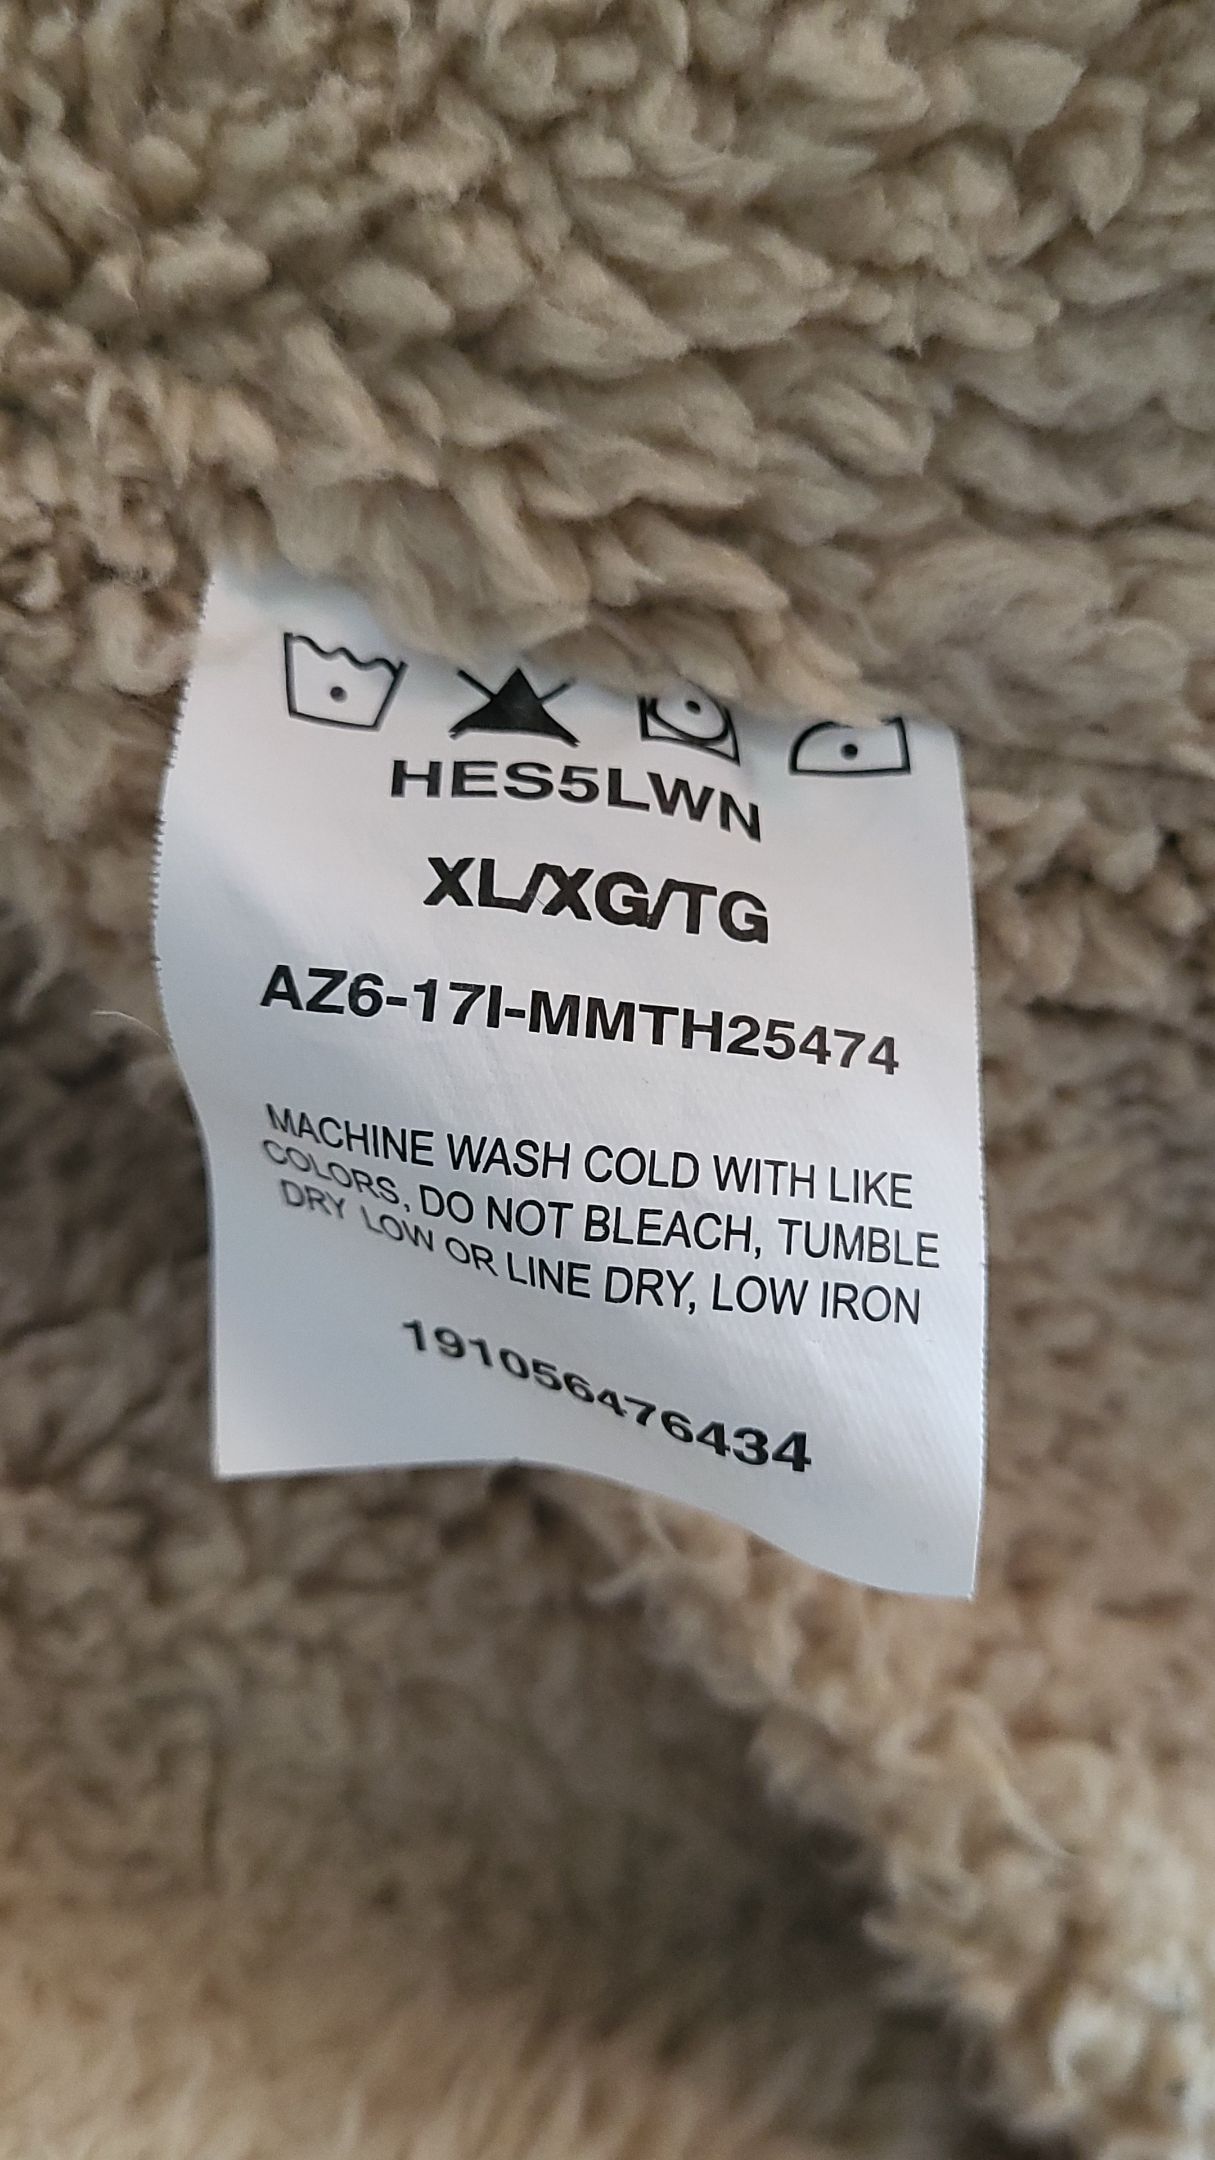 HES5LWN
XL/XG/TG
AZ6-17I-MMTH25474
MACHINE WASH COLD WITH LIKE
COLORS, DO NOT BLEACH, TUMBLE
DRY LOW OR LINE DRY, LOW IRON
191056476434